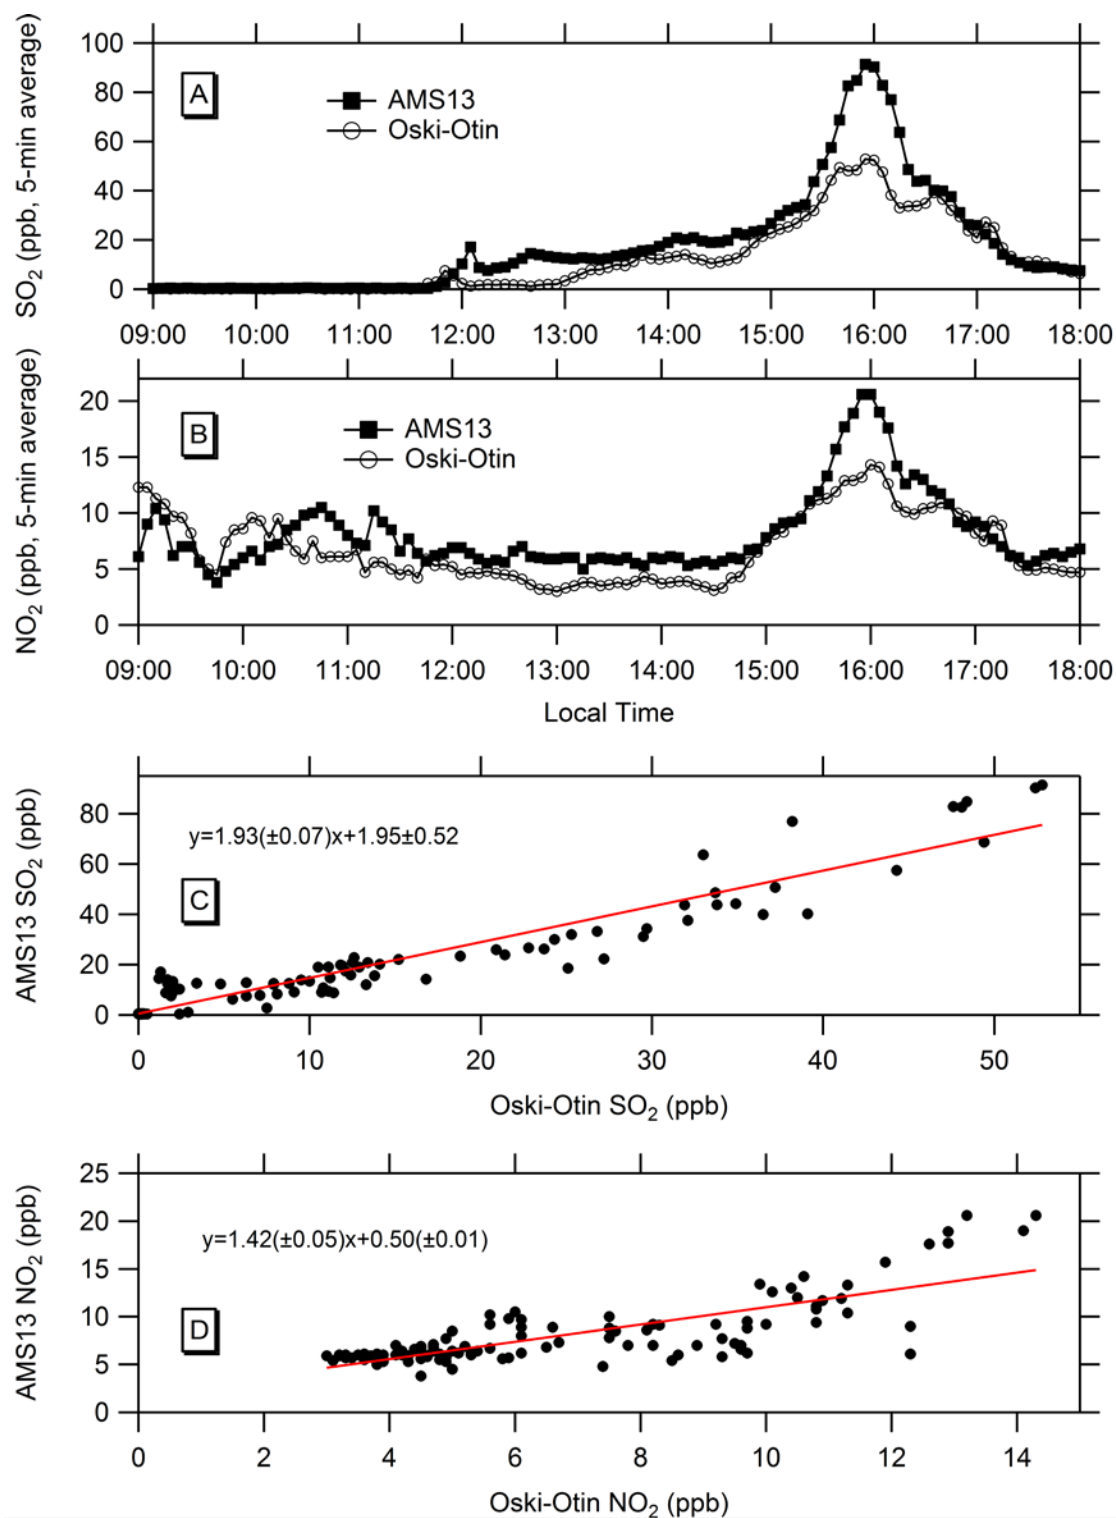 SO2 (ppb, 5-min average)
100
80
60
40
20
0
A
AMS13
Oski-Otin
09:00 10:00 11:00 12:00 13:00 14:00 15:00 16:00 17:00 18:00
NO2 (ppb, 5-min average)
20
15
10
5
0
B
AMS13
Oski-Otin
09:00 10:00 11:00 12:00 13:00 14:00 15:00 16:00 17:00 18:00
Local Time
AMS13 SO2 (ppb)
80
60
40
20
0
y=1.93(±0.07)x+1.95±0.52
C
0 10 20 30 40 50
Oski-Otin SO2 (ppb)
AMS13 NO2 (ppb)
25
20
15
10
5
0
y=1.42(±0.05)x+0.50(±0.01)
D
0 2 4 6 8 10 12 14
Oski-Otin NO2 (ppb)